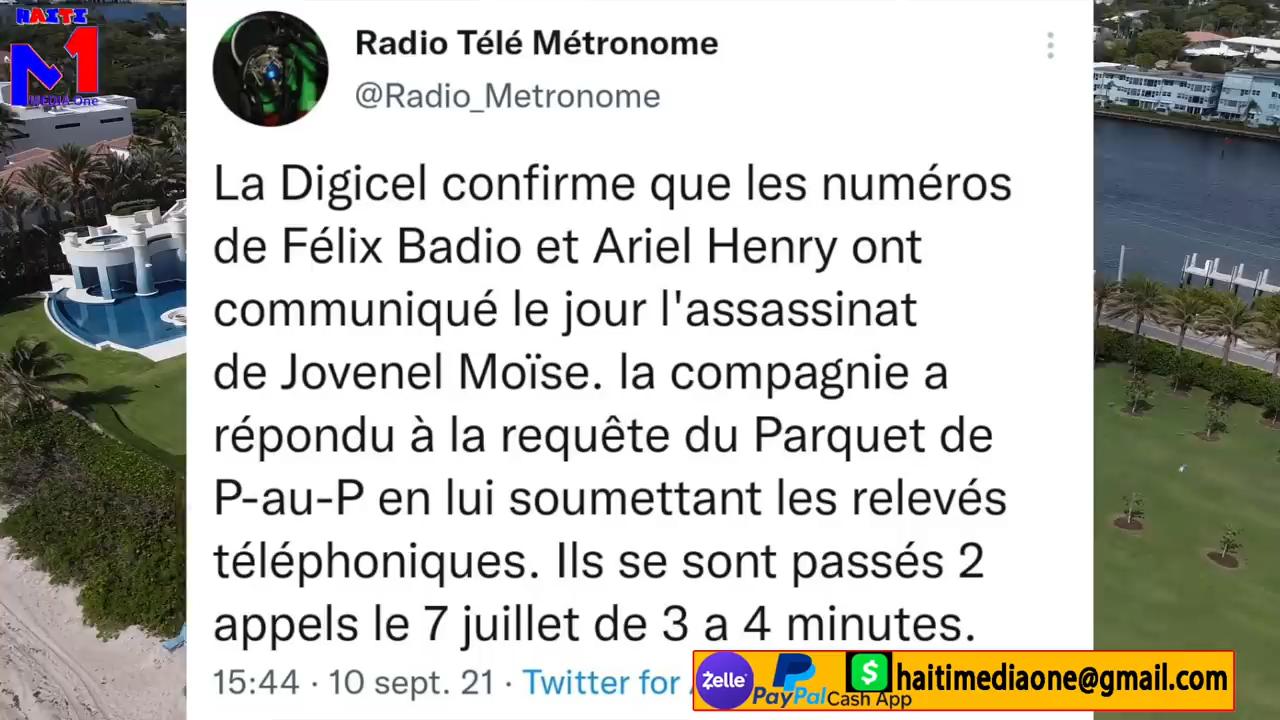 HAITI
M1
MEDIA One
Radio Télé Métronome
@Radio_Metronome
La Digicel confirme que les numéros
de Félix Badio et Ariel Henry ont
communiqué le jour l'assassinat
de Jovenel Moïse. la compagnie a
répondu à la requête du Parquet de
P-au-P en lui soumettant les relevés
téléphoniques. Ils se sont passés 2
appels le 7 juillet de 3 a 4 minutes.
15:44 · 10 sept. 21 · Twitter for
Zelle PayPal $ Cash App haitimediaone@gmail.com